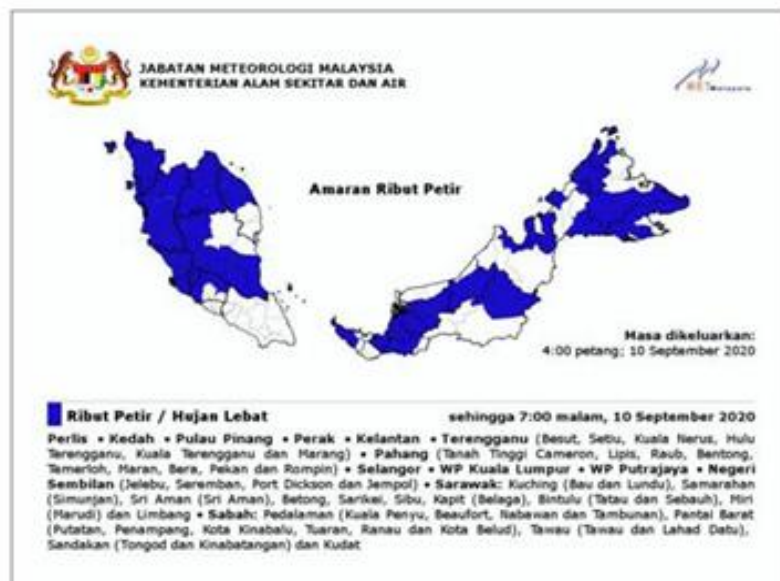 JABATAN METEOROLOGI MALAYSIA
KEMENTERIAN ALAM SEKITAR DAN AIR
Amaran Ribut Petir
Masa dikeluarkan:
4:00 petang; 10 September 2020
Ribut Petir / Hujan Lebat
sehingga 7:00 malam, 10 September 2020
Perlis • Kedah • Pulau Pinang • Perak • Kelantan • Terengganu (Besut, Setiu, Kuala Nerus, Hulu
Terengganu, Kuala Terengganu dan Marang) • Pahang (Tanah Tinggi Cameron, Lipis, Raub, Bentong,
Temerloh, Maran, Bera, Pekan dan Rompin) • Selangor • WP Kuala Lumpur • WP Putrajaya • Negeri
Sembilan (Jelebu, Seremban, Port Dickson dan Jempol) • Sarawak: Kuching (Bau dan Lundu), Samarahan
(Simunjan), Sri Aman (Sri Aman), Betong, Sarikei, Sibu, Kapit (Belaga), Bintulu (Tatau dan Sebauh), Miri
(Marudi) dan Limbang • Sabah: Pedalaman (Kuala Penyu, Beaufort, Nabawan dan Tambunan), Pantai Barat
(Putatan, Penampang, Kota Kinabalu, Tuaran, Ranau dan Kota Belud), Tawau (Tawau dan Lahad Datu),
Sandakan (Tongod dan Kinabatangan) dan Kudat